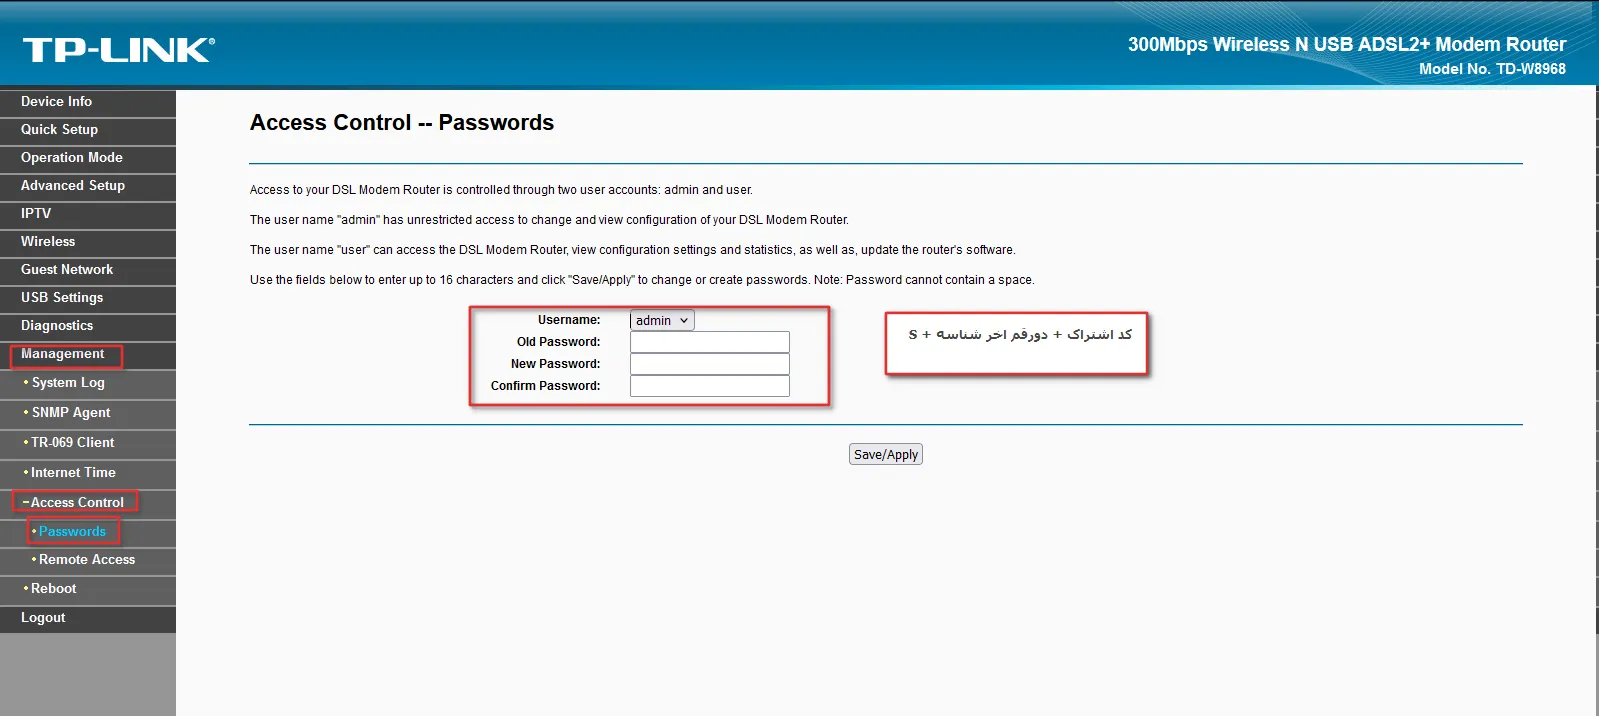 TP-LINK®
300Mbps Wireless N USB ADSL2+ Modem Router
Model No. TD-W8968
Device Info
Quick Setup
Operation Mode
Advanced Setup
IPTV
Wireless
Guest Network
USB Settings
Diagnostics
Management
System Log
SNMP Agent
TR-069 Client
Internet Time
Access Control
Passwords
Remote Access
Reboot
Logout
Access Control -- Passwords
Access to your DSL Modem Router is controlled through two user accounts: admin and user.
The user name "admin" has unrestricted access to change and view configuration of your DSL Modem Router.
The user name "user" can access the DSL Modem Router, view configuration settings and statistics, as well as, update the router's software.
Use the fields below to enter up to 16 characters and click "Save/Apply" to change or create passwords. Note: Password cannot contain a space.
Username: admin
Old Password:
New Password:
Confirm Password:
کد اشتراک + دورقم اخر شناسه + S
Save/Apply